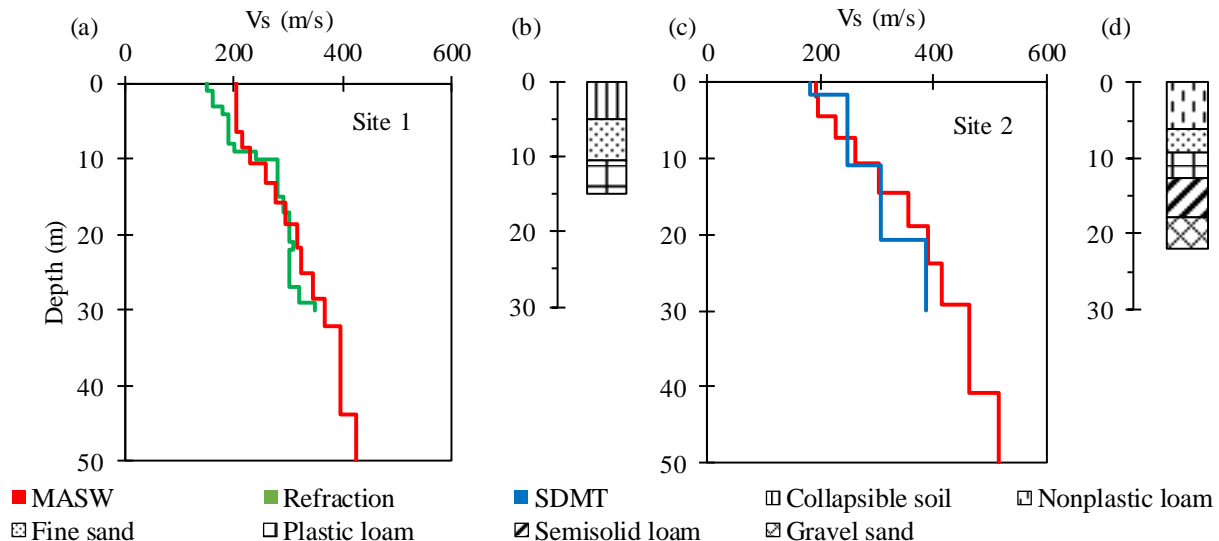 (a) Vs (m/s) (b) (c) Vs (m/s) (d)
0 200 400 600 0 200 400 600
0 10 20 30 40 50
Depth (m)
Site 1
0 10 20 30
0 10 20 30 40 50
Site 2
0 10 20 30
MASW Refraction SDMT Collapsible soil Nonplastic loam
Fine sand Plastic loam Semisolid loam Gravel sand